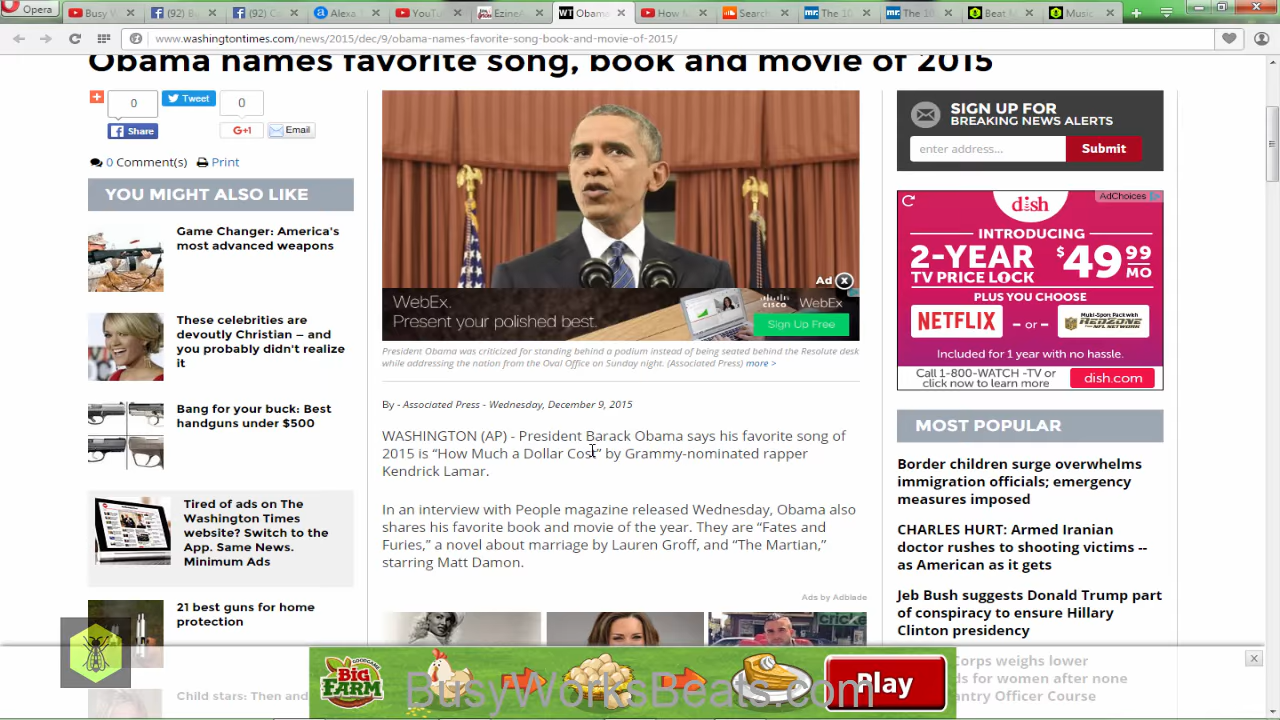 Opera
Busy W
(92) B
(92) C
Alexa
YouTu
EzineA
Obama
How M
Search
The 10
The 10
Beat M
Music
www.washingtontimes.com/news/2015/dec/9/obama-names-favorite-song-book-and-movie-of-2015/
Obama names favorite song, book and movie of 2015
0
Tweet
0
Share
G+1
Email
0 Comment(s)
Print
YOU MIGHT ALSO LIKE
Game Changer: America's
most advanced weapons
These celebrities are
devoutly Christian — and
you probably didn't realize
it
Bang for your buck: Best
handguns under $500
Tired of ads on The
Washington Times
website? Switch to the
App. Same News.
Minimum Ads
21 best guns for home
protection
Child stars: Then and
Ad
WebEx.
Present your polished best.
cisco WebEx
Sign Up Free
President Obama was criticized for standing behind a podium instead of being seated behind the Resolute desk
while addressing the nation from the Oval Office on Sunday night. (Associated Press) more >
By - Associated Press - Wednesday, December 9, 2015
WASHINGTON (AP) - President Barack Obama says his favorite song of
2015 is “How Much a Dollar Cost” by Grammy-nominated rapper
Kendrick Lamar.
In an interview with People magazine released Wednesday, Obama also
shares his favorite book and movie of the year. They are “Fates and
Furies,” a novel about marriage by Lauren Groff, and “The Martian,”
starring Matt Damon.
Ads by Adblade
SIGN UP FOR
BREAKING NEWS ALERTS
enter address...
Submit
AdChoices
dish
INTRODUCING
2-YEAR
TV PRICE LOCK
$49 99
MO
PLUS YOU CHOOSE
NETFLIX
- or -
REDZONE
Included for 1 year with no hassle.
Call 1-800-WATCH -TV or
click now to learn more
dish.com
MOST POPULAR
Border children surge overwhelms
immigration officials; emergency
measures imposed
CHARLES HURT: Armed Iranian
doctor rushes to shooting victims --
as American as it gets
Jeb Bush suggests Donald Trump part
of conspiracy to ensure Hillary
Clinton presidency
Corps weighs lower
ds for women after none
antry Officer Course
GOODGAME
BIG
FARM
Play
BusyWorksBeats.com